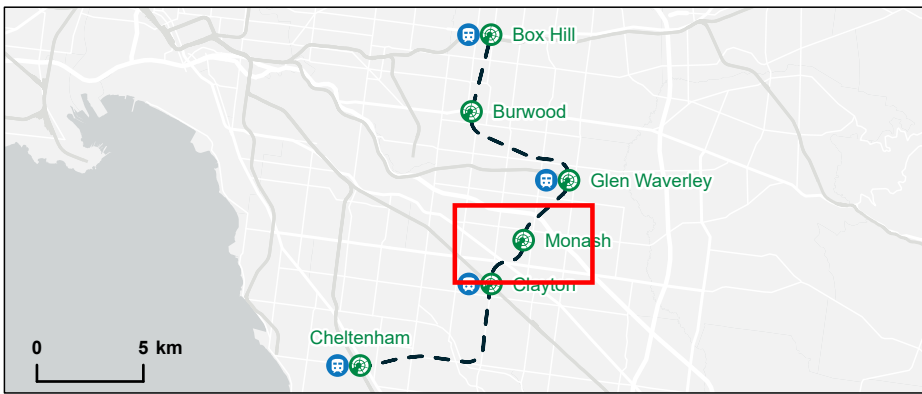 Box Hill
Burwood
Glen Waverley
Monash
Clayton
Cheltenham
0 5 km